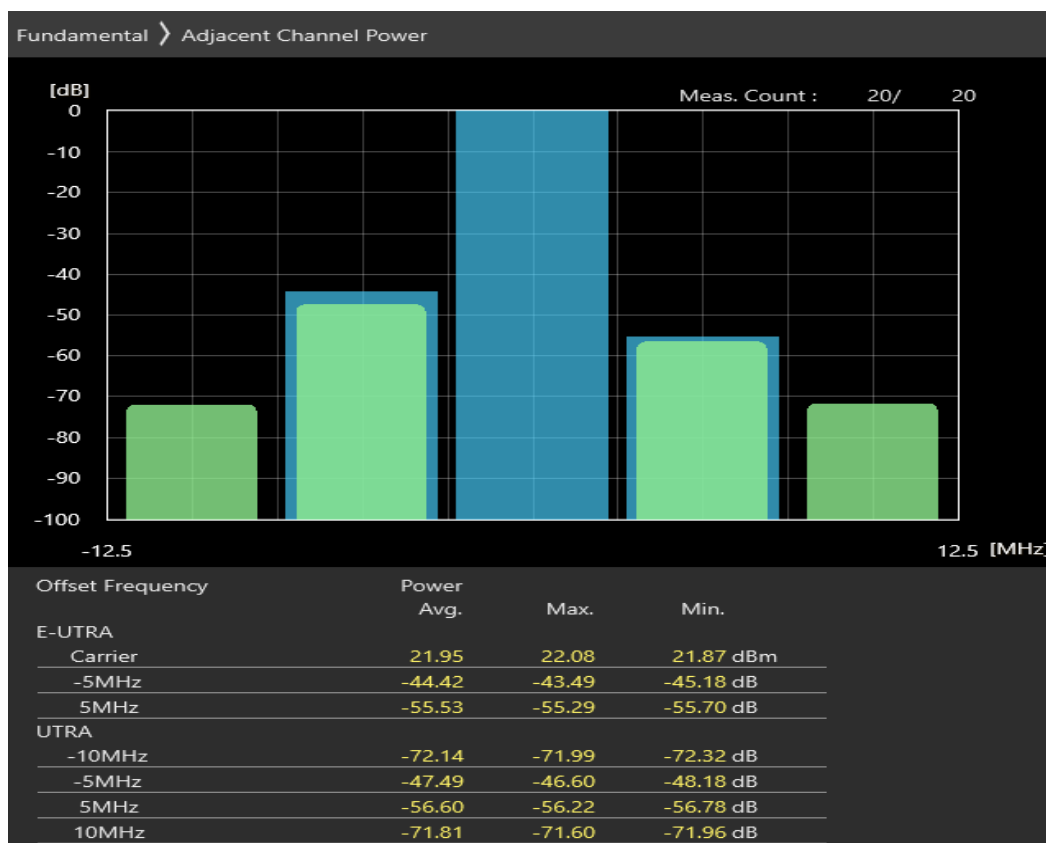 Fundamental 〉 Adjacent Channel Power
[dB]
Meas. Count : 20/ 20
0
-10
-20
-30
-40
-50
-60
-70
-80
-90
-100
-12.5 12.5 [MHz]
Offset Frequency Power
Avg. Max. Min.
E-UTRA
Carrier 21.95 22.08 21.87 dBm
-5MHz -44.42 -43.49 -45.18 dB
5MHz -55.53 -55.29 -55.70 dB
UTRA
-10MHz -72.14 -71.99 -72.32 dB
-5MHz -47.49 -46.60 -48.18 dB
5MHz -56.60 -56.22 -56.78 dB
10MHz -71.81 -71.60 -71.96 dB